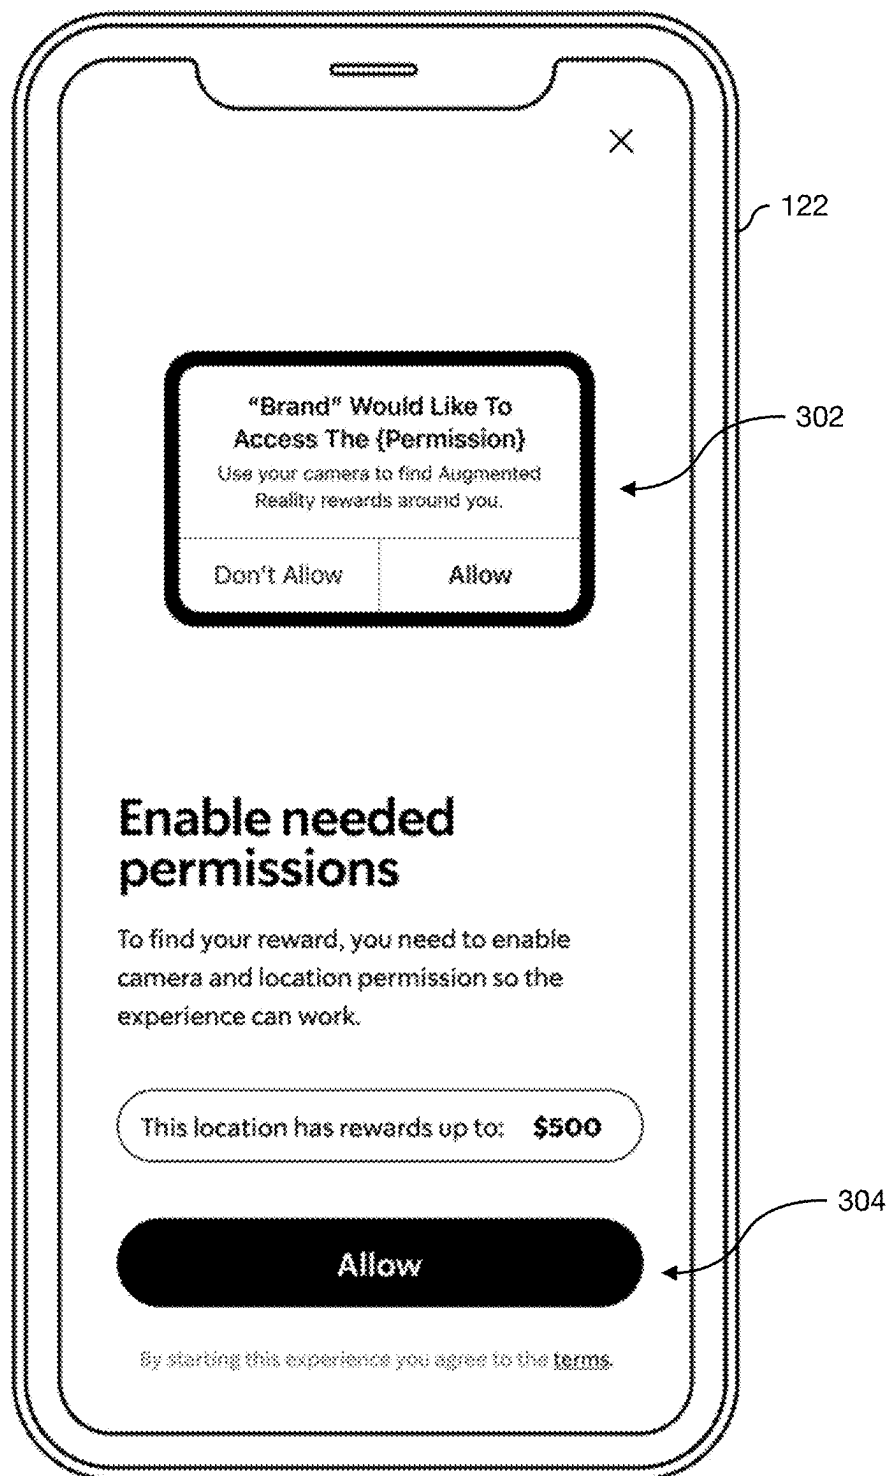 122
“Brand” Would Like To
Access The {Permission}
Use your camera to find Augmented
Reality rewards around you.
Don't Allow
Allow
302
Enable needed
permissions
To find your reward, you need to enable
camera and location permission so the
experience can work.
This location has rewards up to: $500
304
Allow
By starting this experience you agree to the terms.